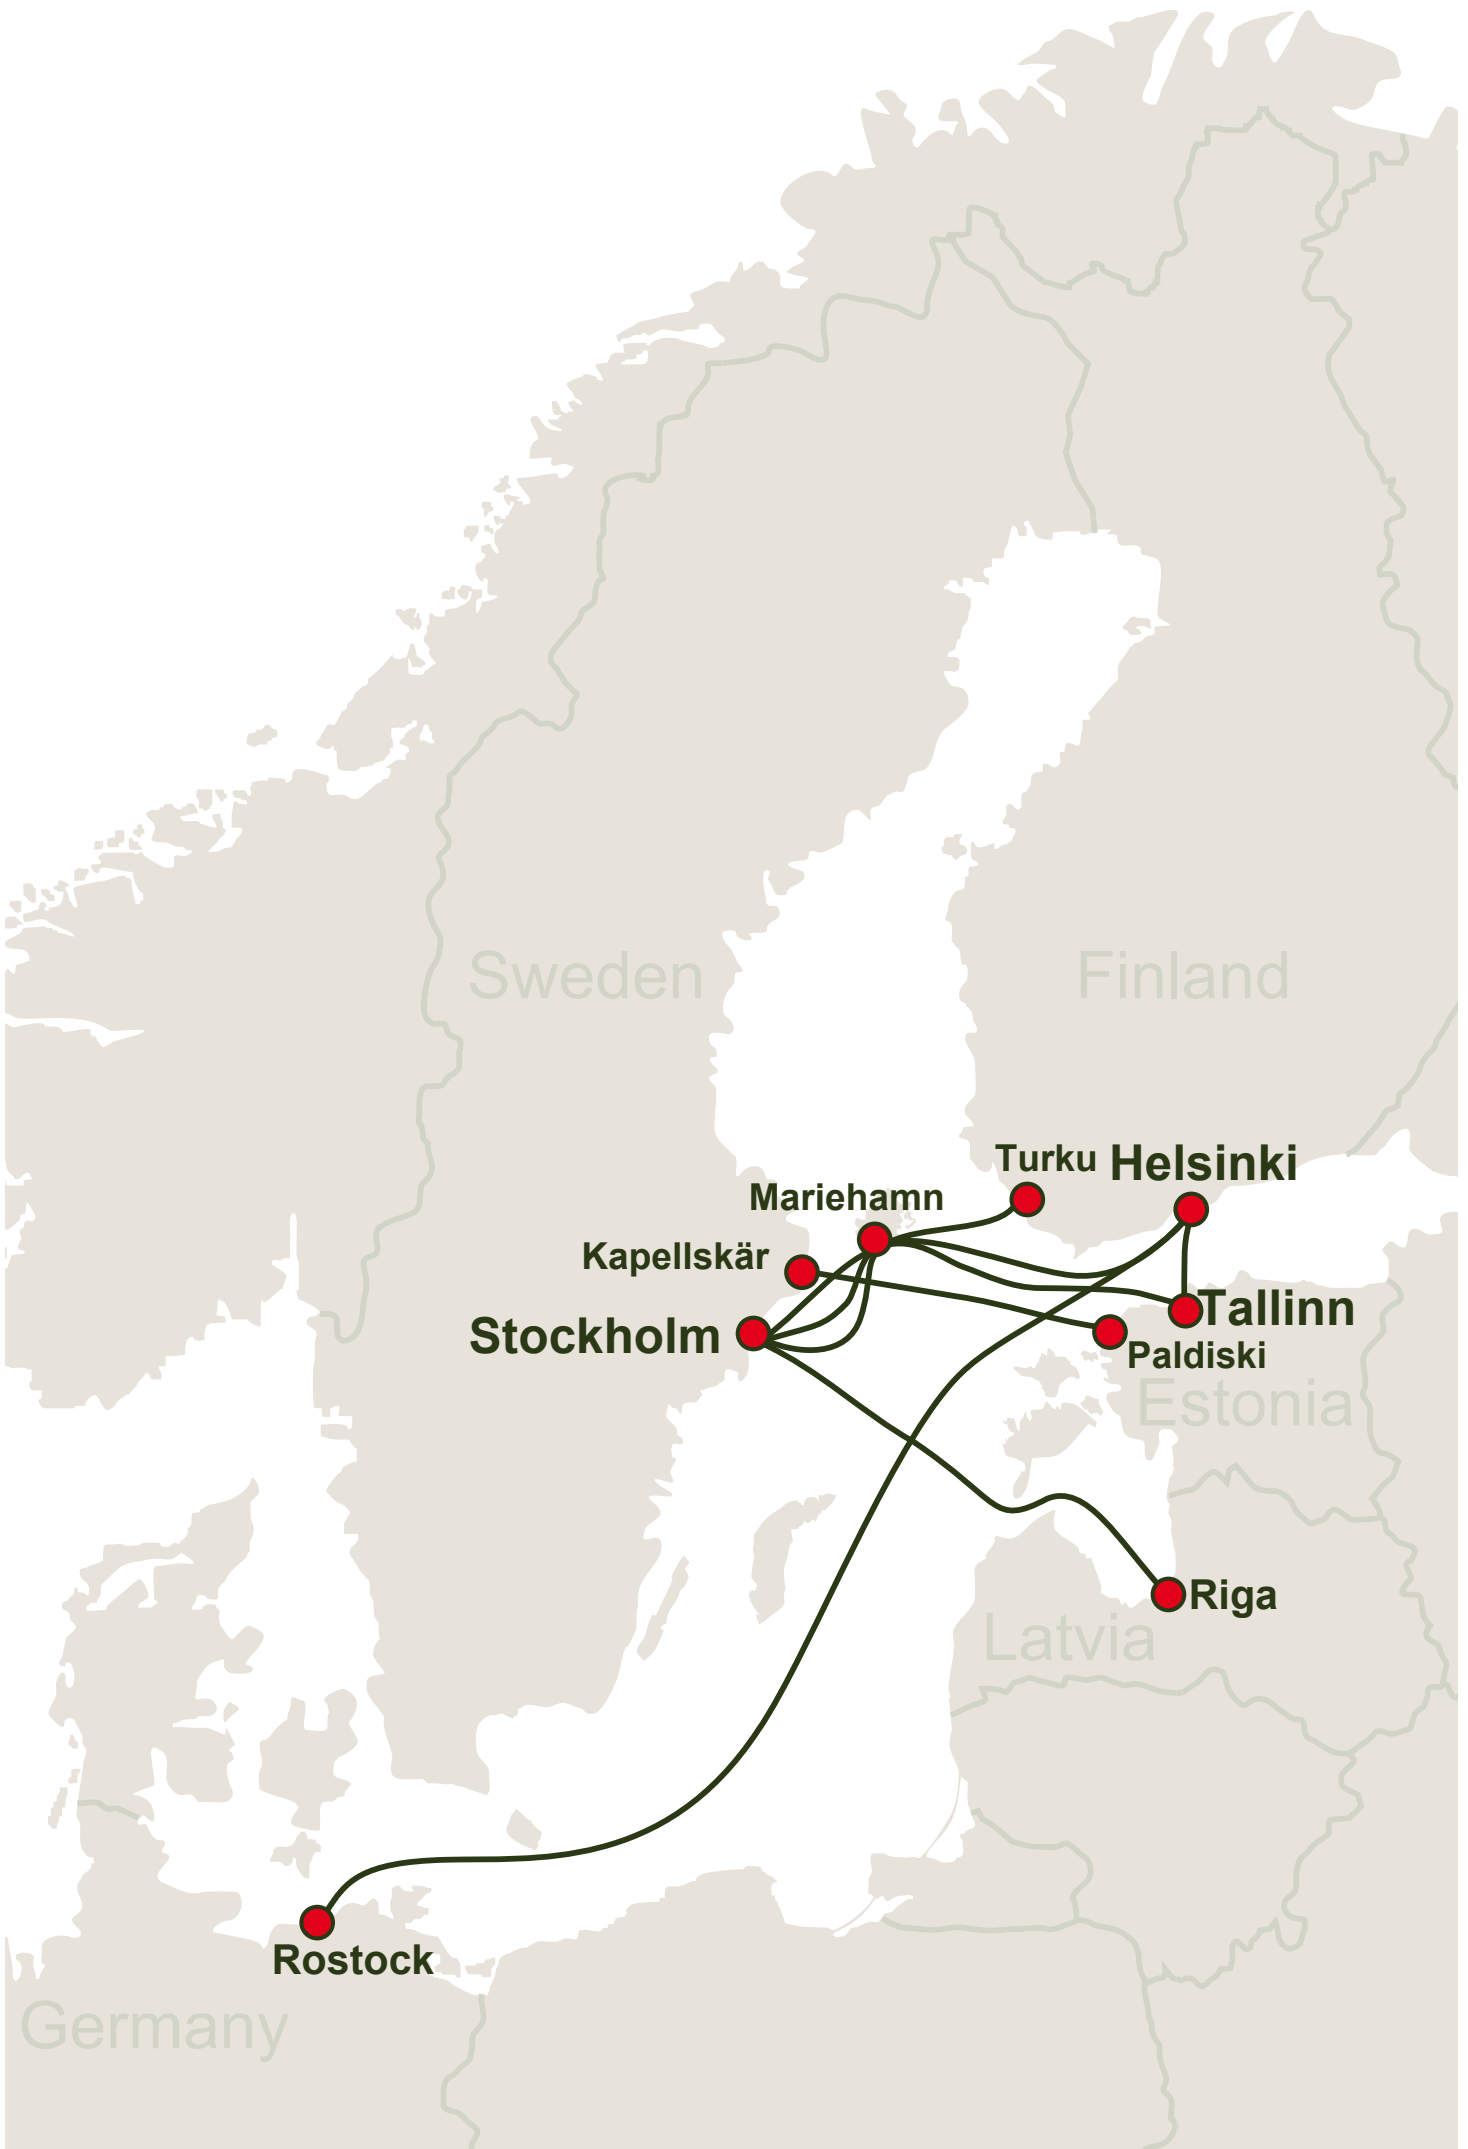 Sweden
Finland
Turku
Helsinki
Mariehamn
Kapellskär
Stockholm
Tallinn
Paldiski
Estonia
Riga
Latvia
Rostock
Germany